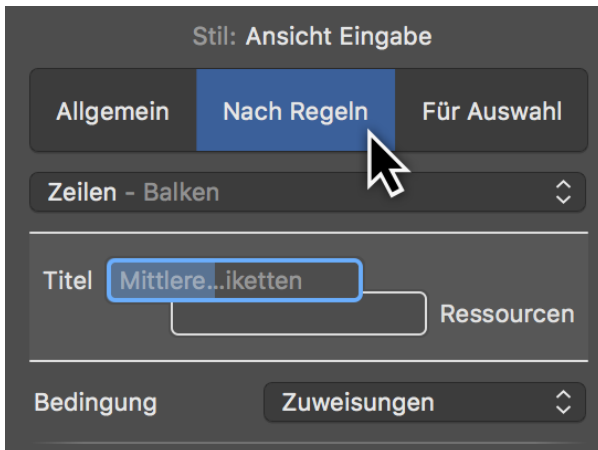 Stil: Ansicht Eingabe
Allgemein Nach Regeln Für Auswahl
Zeilen – Balken
Titel Mittlere...iketten
Ressourcen
Bedingung Zuweisungen